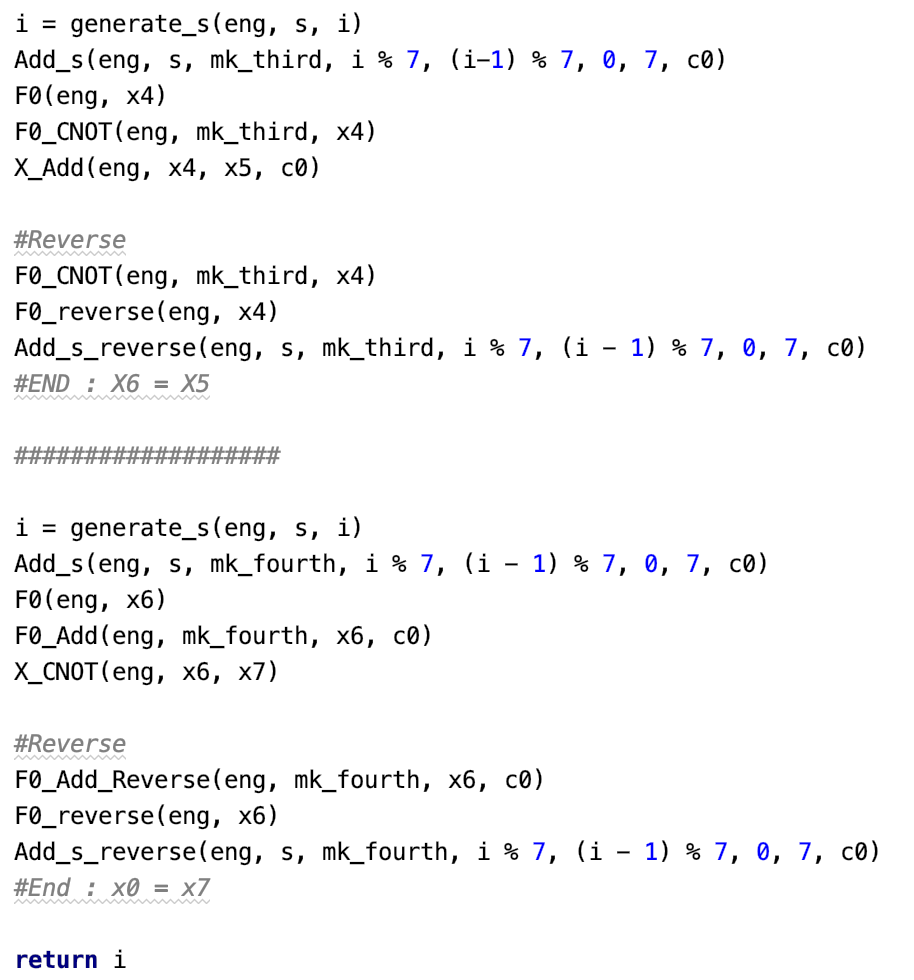 i = generate_s(eng, s, i)
Add_s(eng, s, mk_third, i % 7, (i-1) % 7, 0, 7, c0)
F0(eng, x4)
F0_CNOT(eng, mk_third, x4)
X_Add(eng, x4, x5, c0)
#Reverse
F0_CNOT(eng, mk_third, x4)
F0_reverse(eng, x4)
Add_s_reverse(eng, s, mk_third, i % 7, (i - 1) % 7, 0, 7, c0)
#END : X6 = X5
###################
i = generate_s(eng, s, i)
Add_s(eng, s, mk_fourth, i % 7, (i - 1) % 7, 0, 7, c0)
F0(eng, x6)
F0_Add(eng, mk_fourth, x6, c0)
X_CNOT(eng, x6, x7)
#Reverse
F0_Add_Reverse(eng, mk_fourth, x6, c0)
F0_reverse(eng, x6)
Add_s_reverse(eng, s, mk_fourth, i % 7, (i - 1) % 7, 0, 7, c0)
#End : x0 = x7
return i